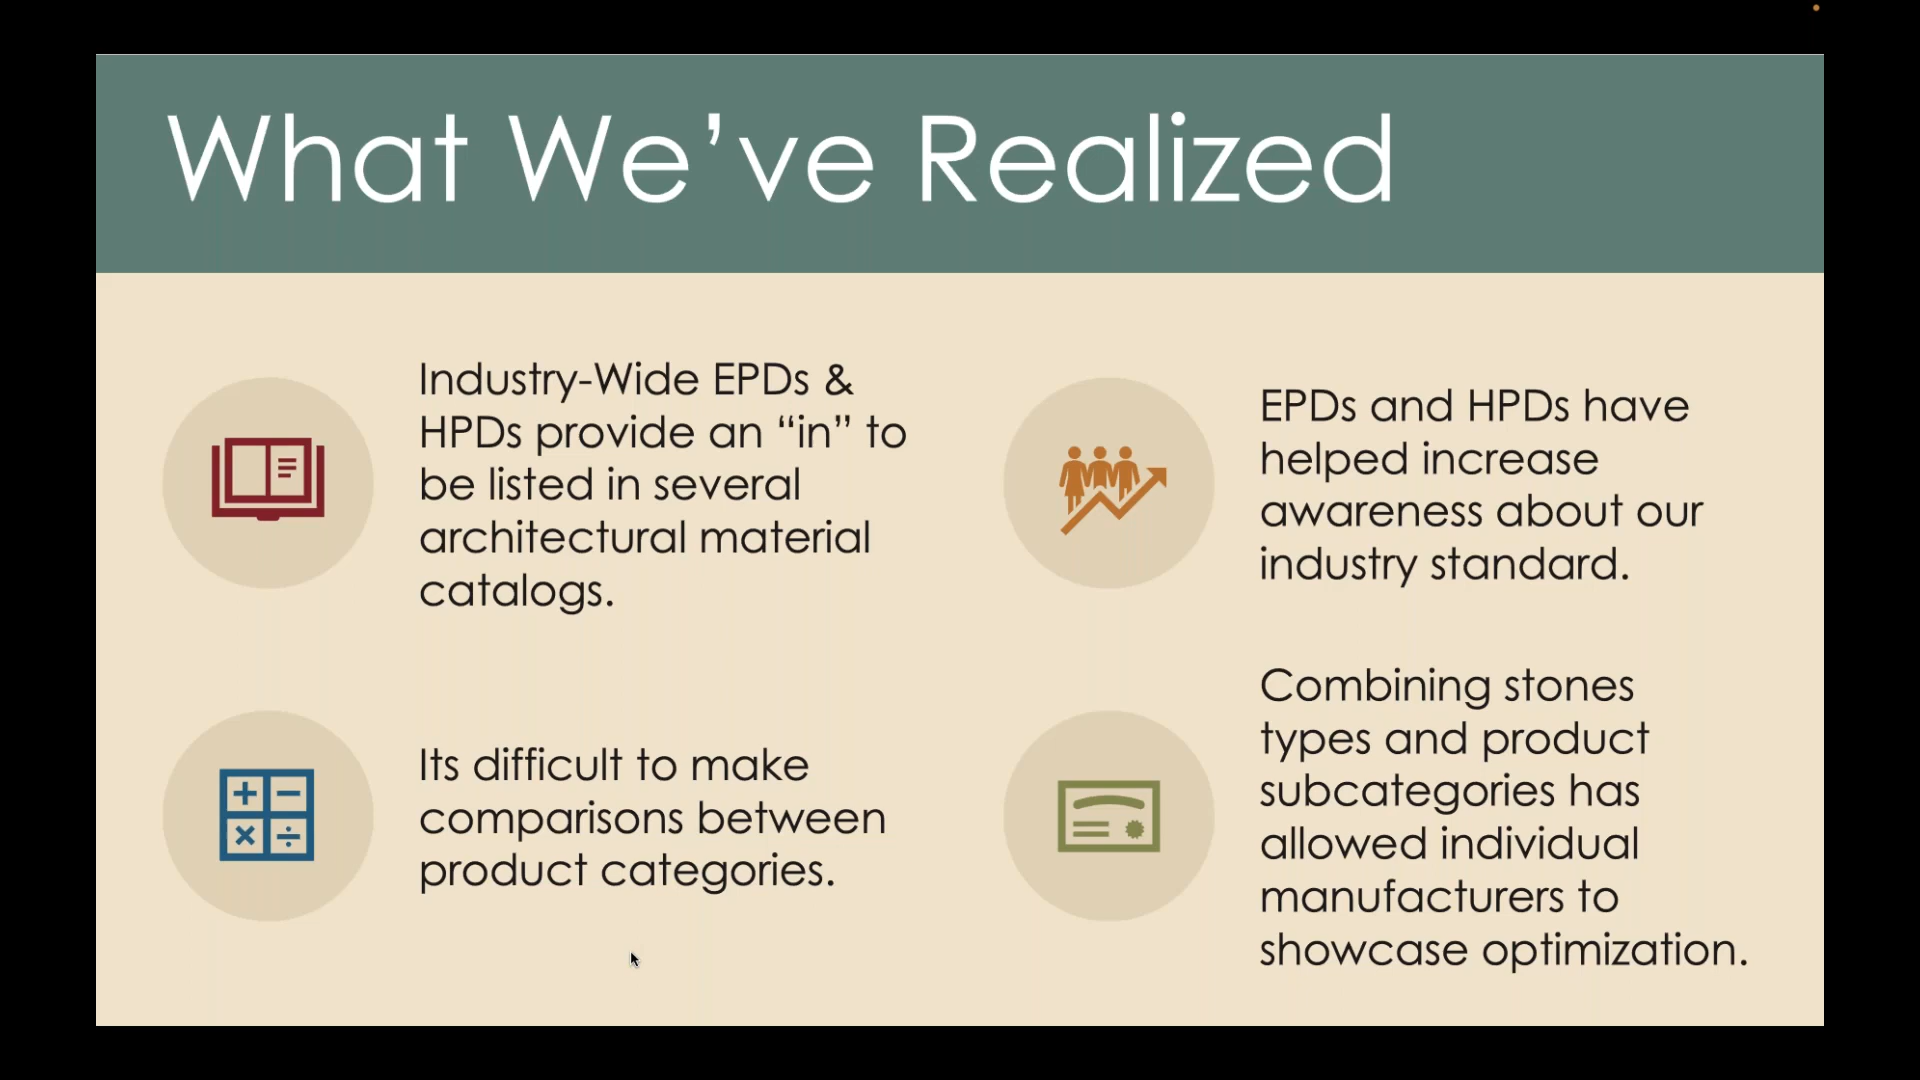 What We’ve Realized
Industry-Wide EPDs &
HPDs provide an “in” to
be listed in several
architectural material
catalogs.
EPDs and HPDs have
helped increase
awareness about our
industry standard.
Its difficult to make
comparisons between
product categories.
Combining stones
types and product
subcategories has
allowed individual
manufacturers to
showcase optimization.